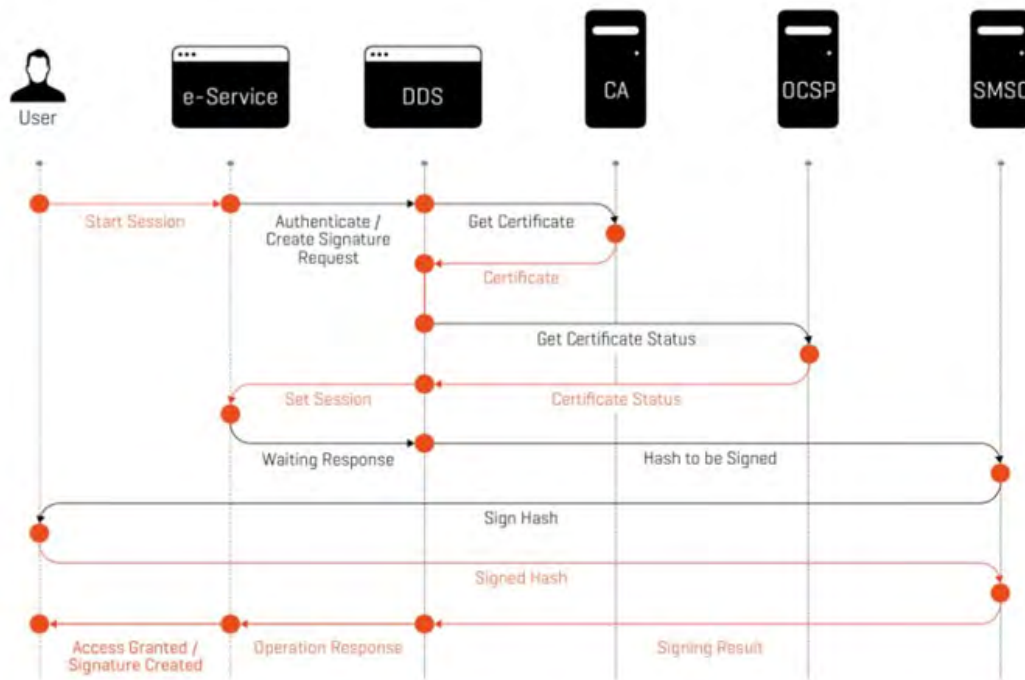 User
e-Service
DDS
CA
OCSP
SMSC
Start Session
Authenticate /
Create Signature
Request
Get Certificate
Certificate
Get Certificate Status
Set Session
Certificate Status
Waiting Response
Hash to be Signed
Sign Hash
Signed Hash
Access Granted /
Signature Created
Operation Response
Signing Result